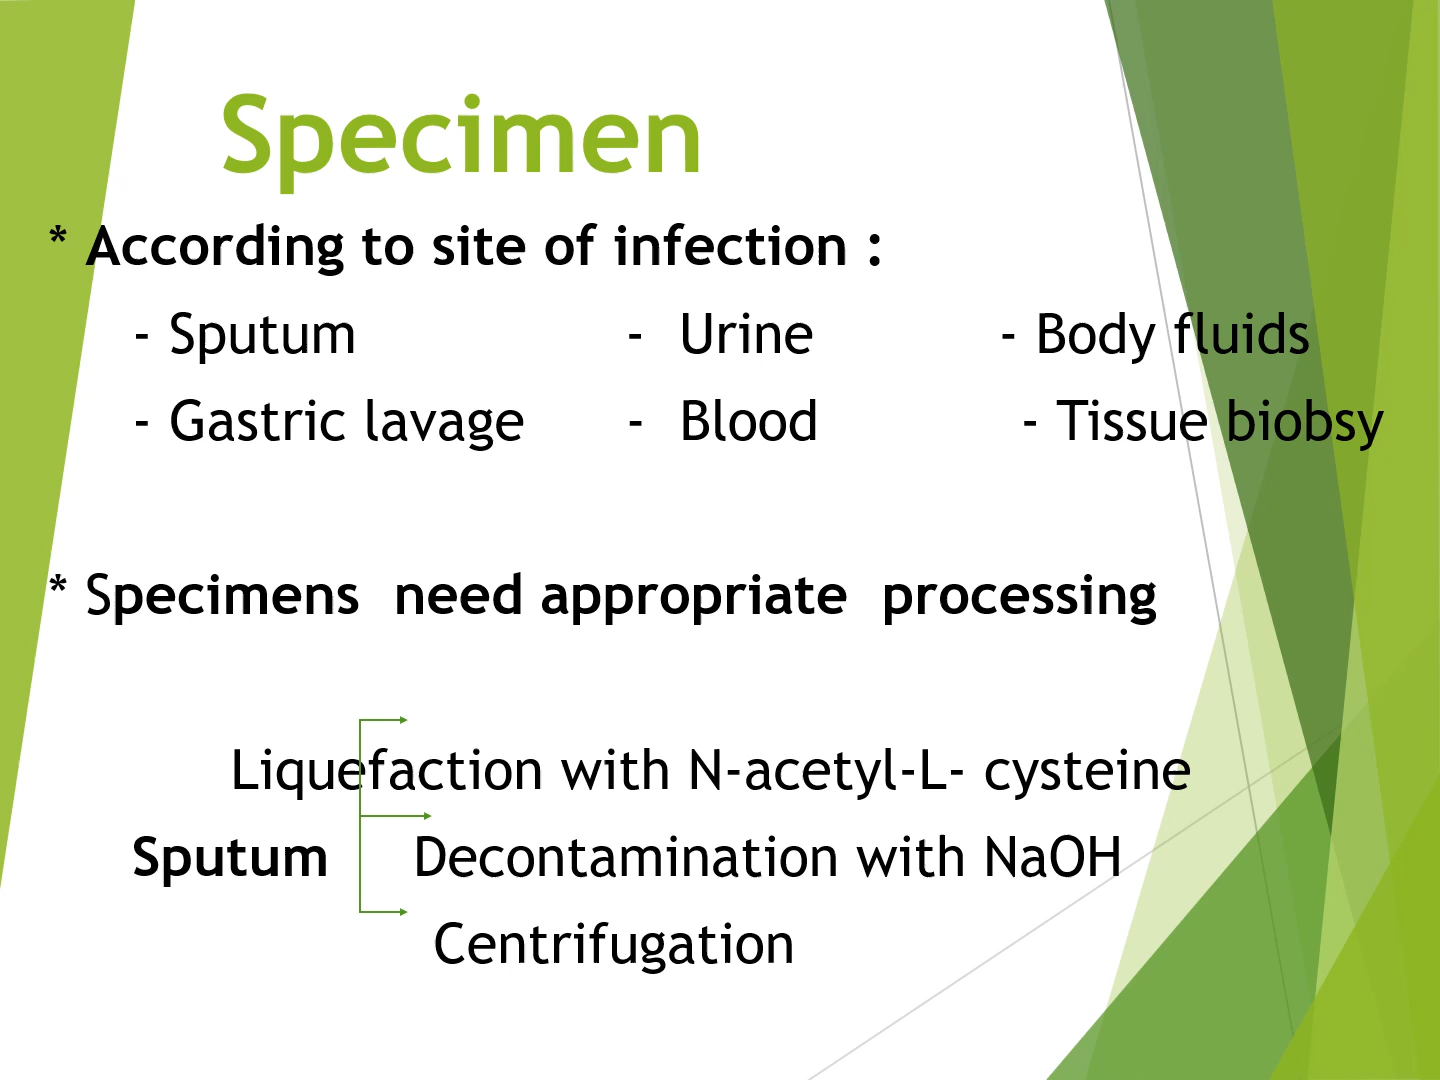 Specimen
* According to site of infection :
- Sputum - Urine - Body fluids
- Gastric lavage - Blood - Tissue biobsy
* Specimens need appropriate processing
Liquefaction with N-acetyl-L- cysteine
Sputum Decontamination with NaOH
Centrifugation